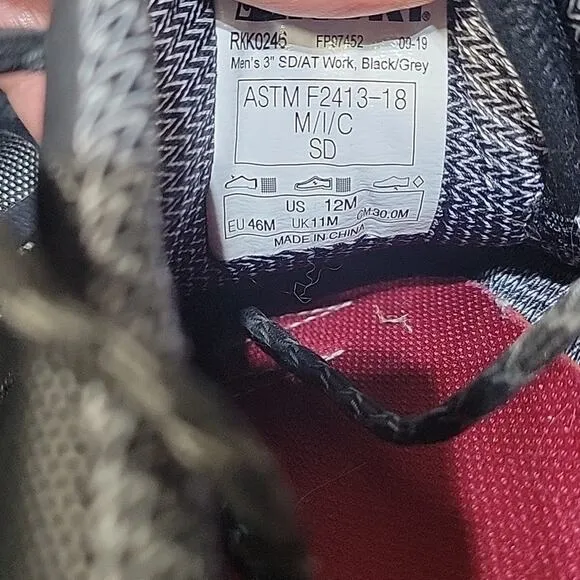 RKK0246 FP97452 09-19
Men's 3" SD/AT Work, Black/Grey
ASTM F2413-18
M/I/C
SD
US 12M
EU 46M UK 11M CM 30.0M
MADE IN CHINA